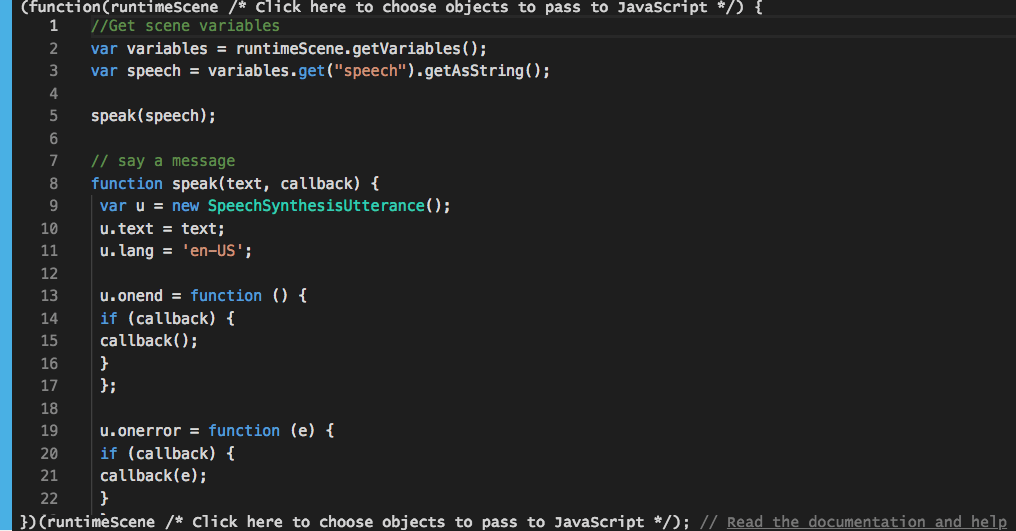 (function(runtimeScene /* Click here to choose objects to pass to JavaScript */) {
1 //Get scene variables
2 var variables = runtimeScene.getVariables();
3 var speech = variables.get("speech").getAsString();
4
5 speak(speech);
6
7 // say a message
8 function speak(text, callback) {
9 var u = new SpeechSynthesisUtterance();
10 u.text = text;
11 u.lang = 'en-US';
12
13 u.onend = function () {
14 if (callback) {
15 callback();
16 }
17 };
18
19 u.onerror = function (e) {
20 if (callback) {
21 callback(e);
22 }
})(runtimeScene /* Click here to choose objects to pass to JavaScript */); // Read the documentation and help